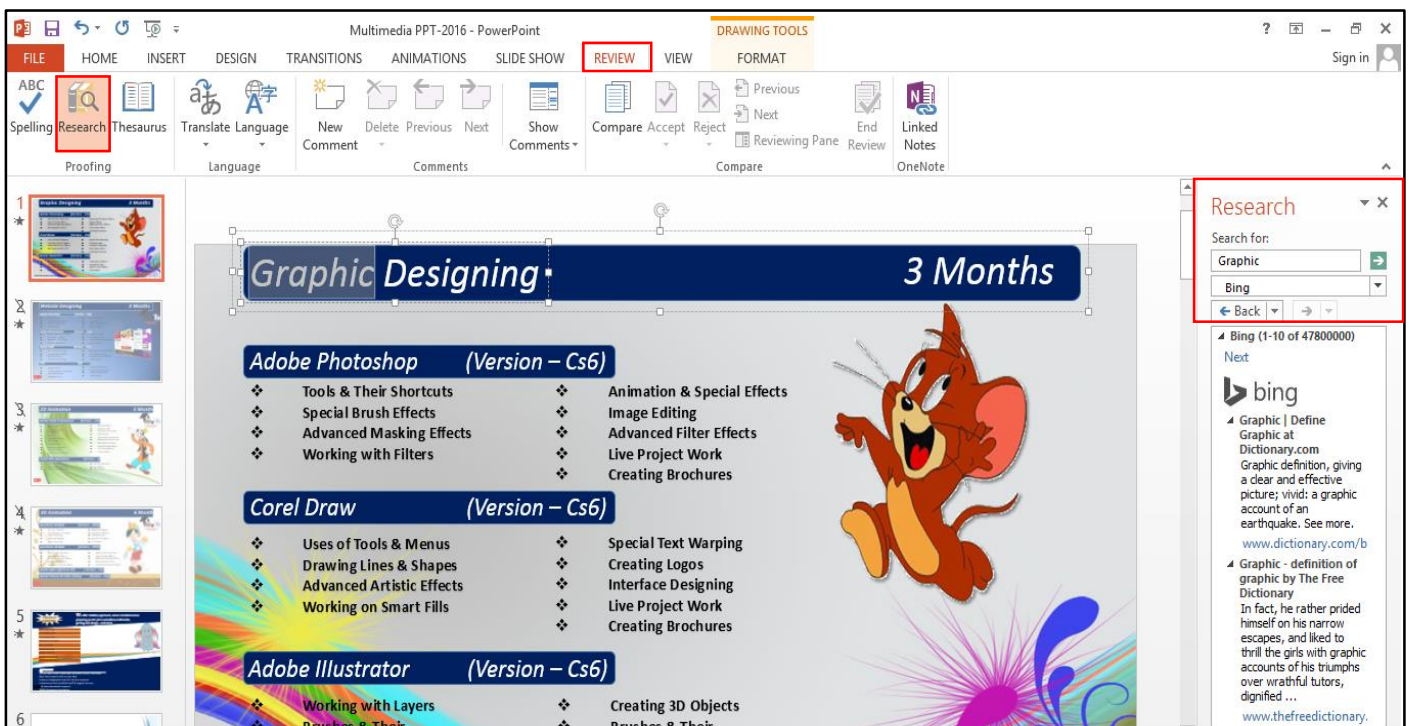 Multimedia PPT-2016 - PowerPoint
DRAWING TOOLS
?
FILE HOME INSERT DESIGN TRANSITIONS ANIMATIONS SLIDE SHOW REVIEW VIEW FORMAT
Sign in
ABC
Spelling Research Thesaurus
Translate Language
New Comment
Delete Previous Next
Show Comments
Compare Accept Reject
Previous
Next
Reviewing Pane
End Review
Linked Notes
Proofing Language Comments Compare OneNote
1
2
3
4
5
6
Graphic Designing 3 Months
Adobe Photoshop (Version – Cs6)
❖ Tools & Their Shortcuts ❖ Animation & Special Effects
❖ Special Brush Effects ❖ Image Editing
❖ Advanced Masking Effects ❖ Advanced Filter Effects
❖ Working with Filters ❖ Live Project Work
❖ Creating Brochures
Corel Draw (Version – Cs6)
❖ Uses of Tools & Menus ❖ Special Text Warping
❖ Drawing Lines & Shapes ❖ Creating Logos
❖ Advanced Artistic Effects ❖ Interface Designing
❖ Working on Smart Fills ❖ Live Project Work
❖ Creating Brochures
Adobe Illustrator (Version – Cs6)
❖ Working with Layers ❖ Creating 3D Objects
❖ Brushes & Their ❖ Brushes & Their
Research
Search for:
Graphic
Bing
Back
Bing (1-10 of 47800000)
Next
bing
Graphic | Define
Graphic at
Dictionary.com
Graphic definition, giving
a clear and effective
picture; vivid: a graphic
account of an
earthquake. See more.
www.dictionary.com/b
Graphic - definition of
graphic by The Free
Dictionary
In fact, he rather prided
himself on his narrow
escapes, and liked to
thrill the girls with graphic
accounts of his triumphs
over wrathful tutors,
dignified ...
www.thefreedictionary.